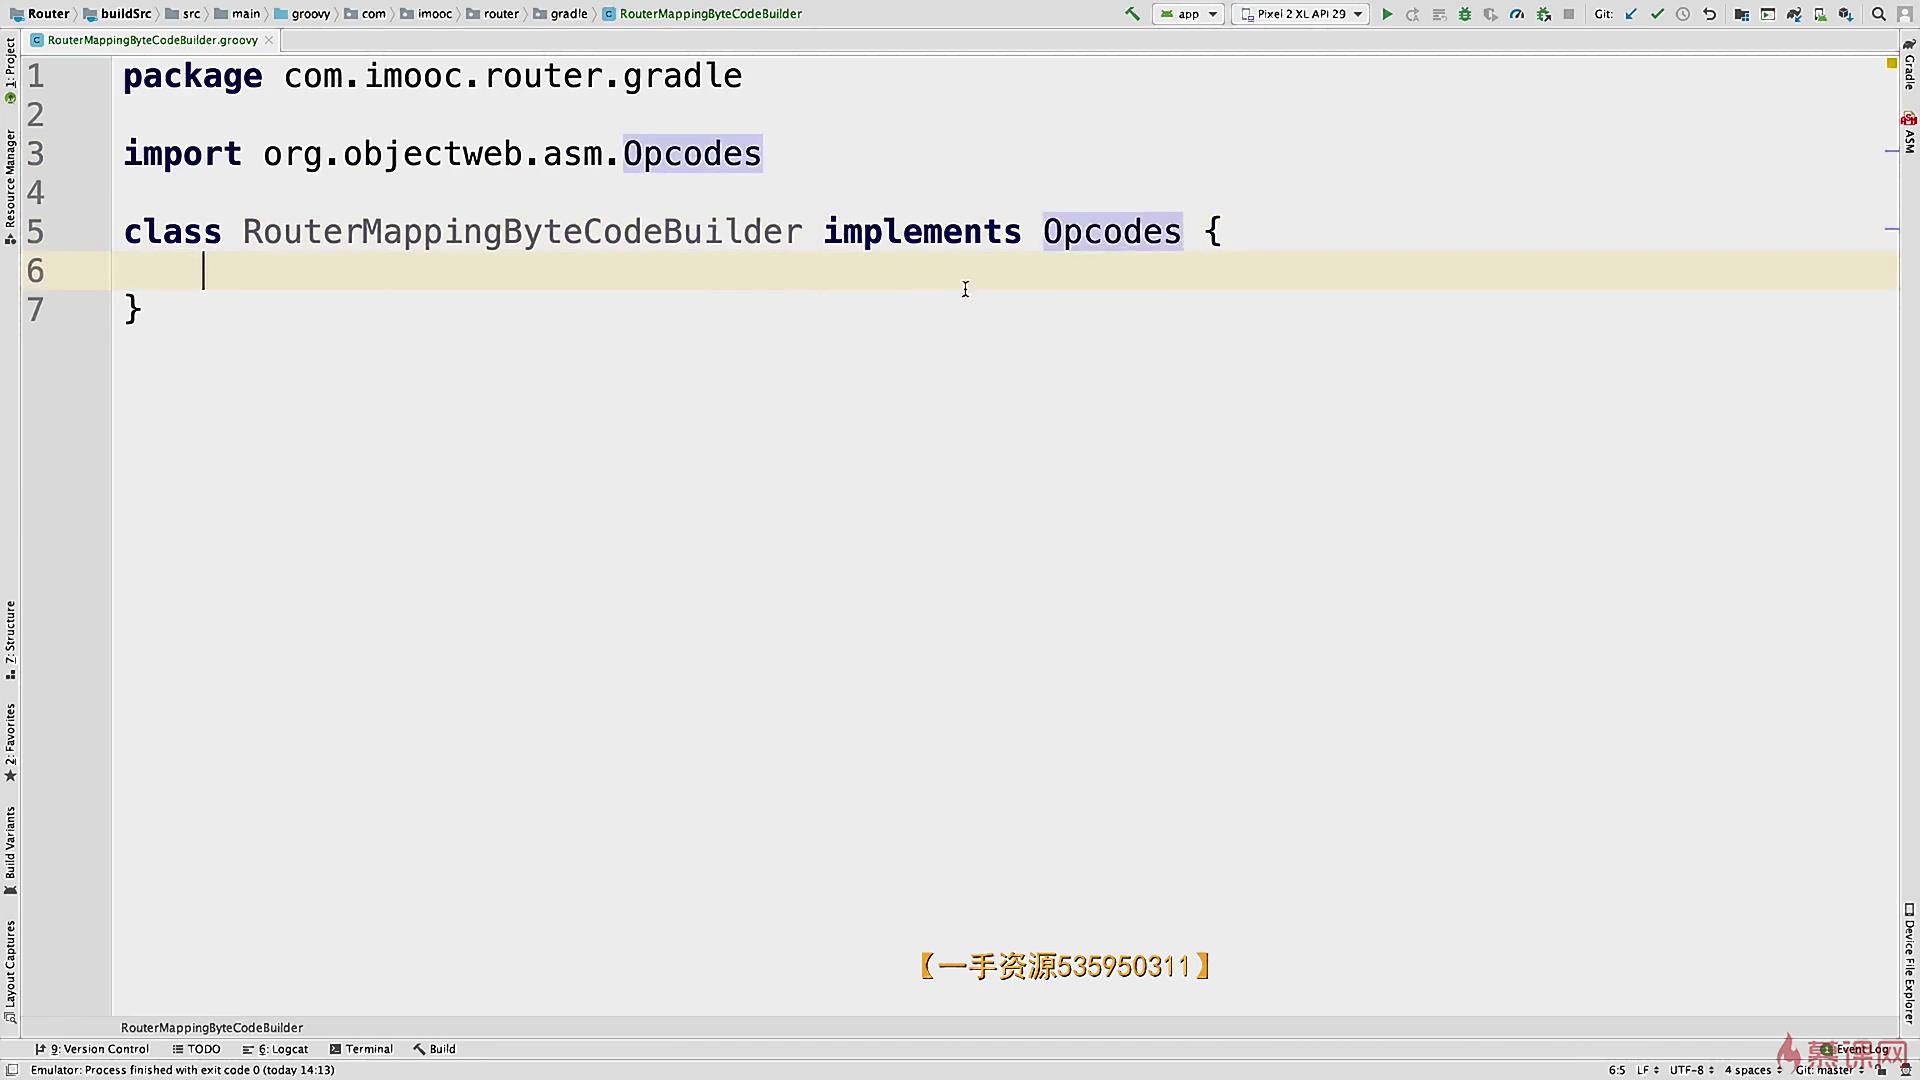 Router buildSrc src main groovy com imooc router gradle RouterMappingByteCodeBuilder app Pixel 2 XL API 29 Git:
RouterMappingByteCodeBuilder.groovy
1 package com.imooc.router.gradle
2
3 import org.objectweb.asm.Opcodes
4
5 class RouterMappingByteCodeBuilder implements Opcodes {
6
7 }
1: Project
Resource Manager
7: Structure
2: Favorites
Build Variants
Layout Captures
Gradle
ASM
Device File Explorer
【一手资源535950311】
RouterMappingByteCodeBuilder
9: Version Control TODO 6: Logcat Terminal Build Event Log
慕课网
Emulator: Process finished with exit code 0 (today 14:13) 6:5 LF UTF-8 4 spaces Git: master